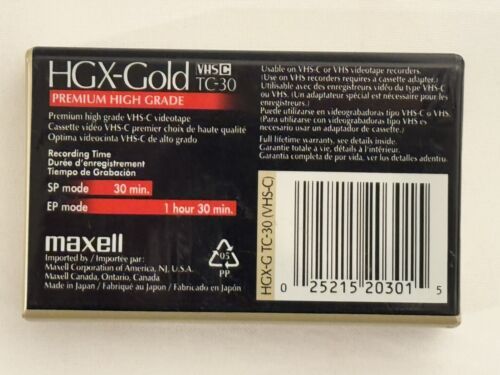 HGX-Gold VHS C TC-30
PREMIUM HIGH GRADE
Premium high grade VHS-C videotape
Cassette vidéo VHS-C premier choix de haute qualité
Optima videocinta VHS-C de alto grado
Recording Time
Durée d'enregistrement
Tiempo de Grabación
SP mode 30 min.
EP mode 1 hour 30 min.
maxell
Imported by / Importée par:
Maxell Corporation of America, NJ, U.S.A.
Maxell Canada, Ontario, Canada
Made in Japan / Fabriqué au Japon / Fabricado en Japón
05
PP
Usable on VHS-C or VHS videotape recorders.
(Use on VHS recorders requires a cassette adapter.)
Utilisable avec des enregistreurs vidéo du type VHS-C
ou VHS. (Un adaptateur spécial est nécessaire pour les
enregistreurs.)
Puede utilizarse en videograbadoras tipo VHS-C o VHS.
(Para utilizarse con videograbadoras tipo VHS es
necesario usar un adaptador de cassette.)
Full lifetime warranty, see details inside.
Garantie totale à vie, détails à l'intérieur.
Garantía completa de por vida, ver los detalles adentro.
HGX-G TC-30 (VHS-C)
0 25215 20301 5